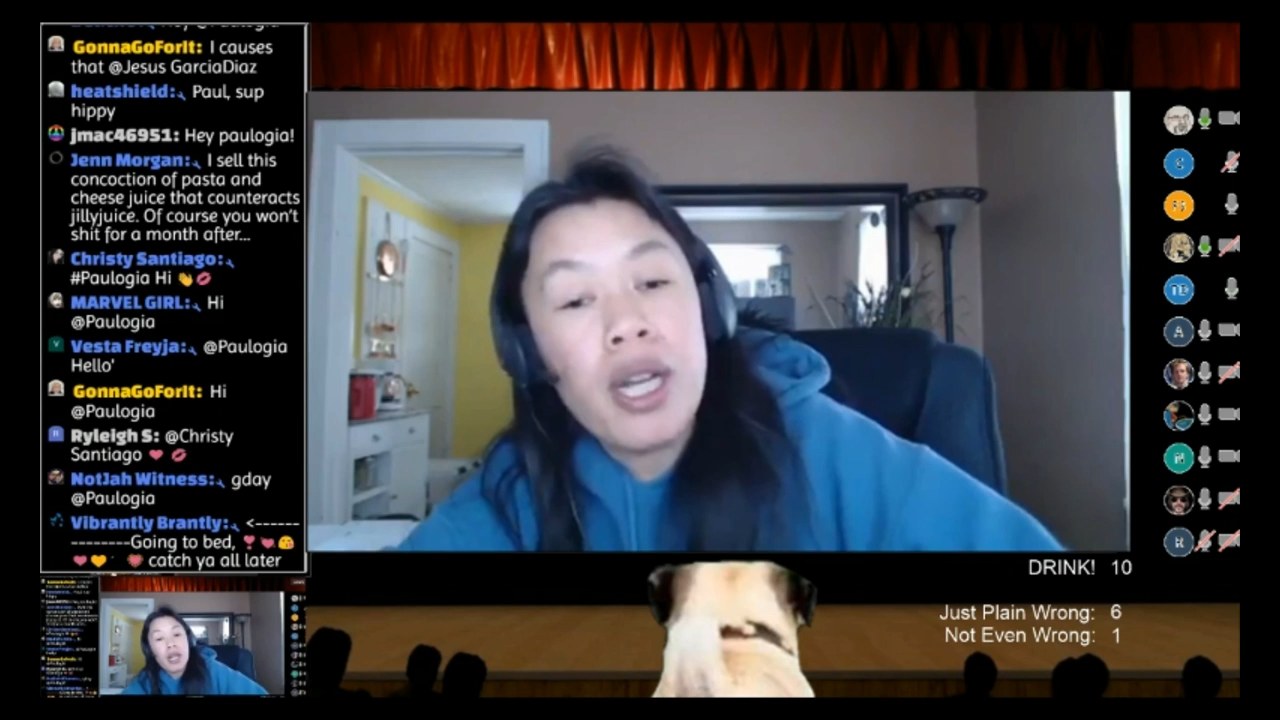 GonnaGoForIt: I causes
that @Jesus GarciaDiaz
heatshield: Paul, sup
hippy
jmac46951: Hey paulogia!
Jenn Morgan: I sell this
concoction of pasta and
cheese juice that counteracts
jillyjuice. Of course you won't
shit for a month after...
Christy Santiago:
#Paulogia Hi 👋💋
MARVEL GIRL: Hi
@Paulogia
Vesta Freyja: @Paulogia
Hello'
GonnaGoForIt: Hi
@Paulogia
Ryleigh S: @Christy
Santiago ❤ 💋
NotJah Witness: gday
@Paulogia
Vibrantly Brantly: <------
--------Going to bed,
catch ya all later
DRINK! 10
Just Plain Wrong: 6
Not Even Wrong: 1